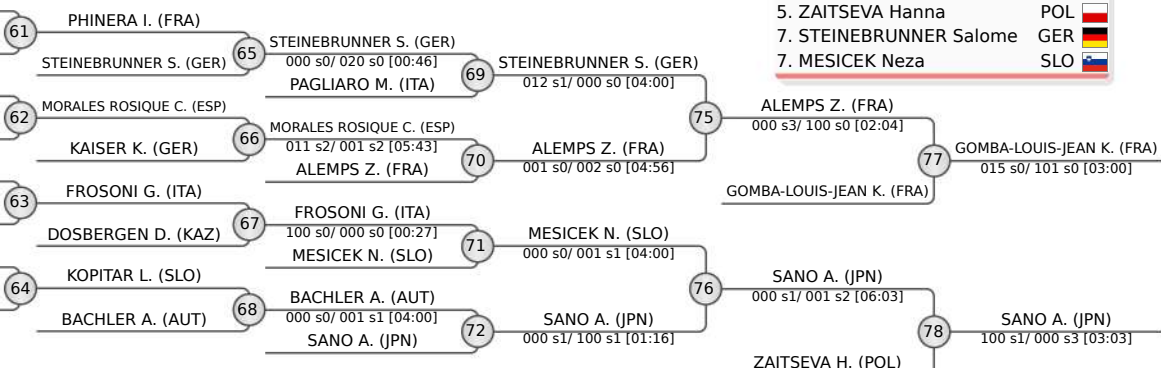 5. ZAITSEVA Hanna POL
7. STEINEBRUNNER Salome GER
7. MESICEK Neza SLO
61
PHINERA I. (FRA)
STEINEBRUNNER S. (GER)
62
MORALES ROSIQUE C. (ESP)
KAISER K. (GER)
63
FROSONI G. (ITA)
DOSBERGEN D. (KAZ)
64
KOPITAR L. (SLO)
BACHLER A. (AUT)
65
STEINEBRUNNER S. (GER)
000 s0/ 020 s0 [00:46]
PAGLIARO M. (ITA)
66
MORALES ROSIQUE C. (ESP)
011 s2/ 001 s2 [05:43]
ALEMPS Z. (FRA)
67
FROSONI G. (ITA)
100 s0/ 000 s0 [00:27]
MESICEK N. (SLO)
68
BACHLER A. (AUT)
000 s0/ 001 s1 [04:00]
SANO A. (JPN)
69
STEINEBRUNNER S. (GER)
012 s1/ 000 s0 [04:00]
70
ALEMPS Z. (FRA)
001 s0/ 002 s0 [04:56]
71
MESICEK N. (SLO)
000 s0/ 001 s1 [04:00]
72
SANO A. (JPN)
000 s1/ 100 s1 [01:16]
75
ALEMPS Z. (FRA)
000 s3/ 100 s0 [02:04]
GOMBA-LOUIS-JEAN K. (FRA)
76
SANO A. (JPN)
000 s1/ 001 s2 [06:03]
ZAITSEVA H. (POL)
77
GOMBA-LOUIS-JEAN K. (FRA)
015 s0/ 101 s0 [03:00]
78
SANO A. (JPN)
100 s1/ 000 s3 [03:03]